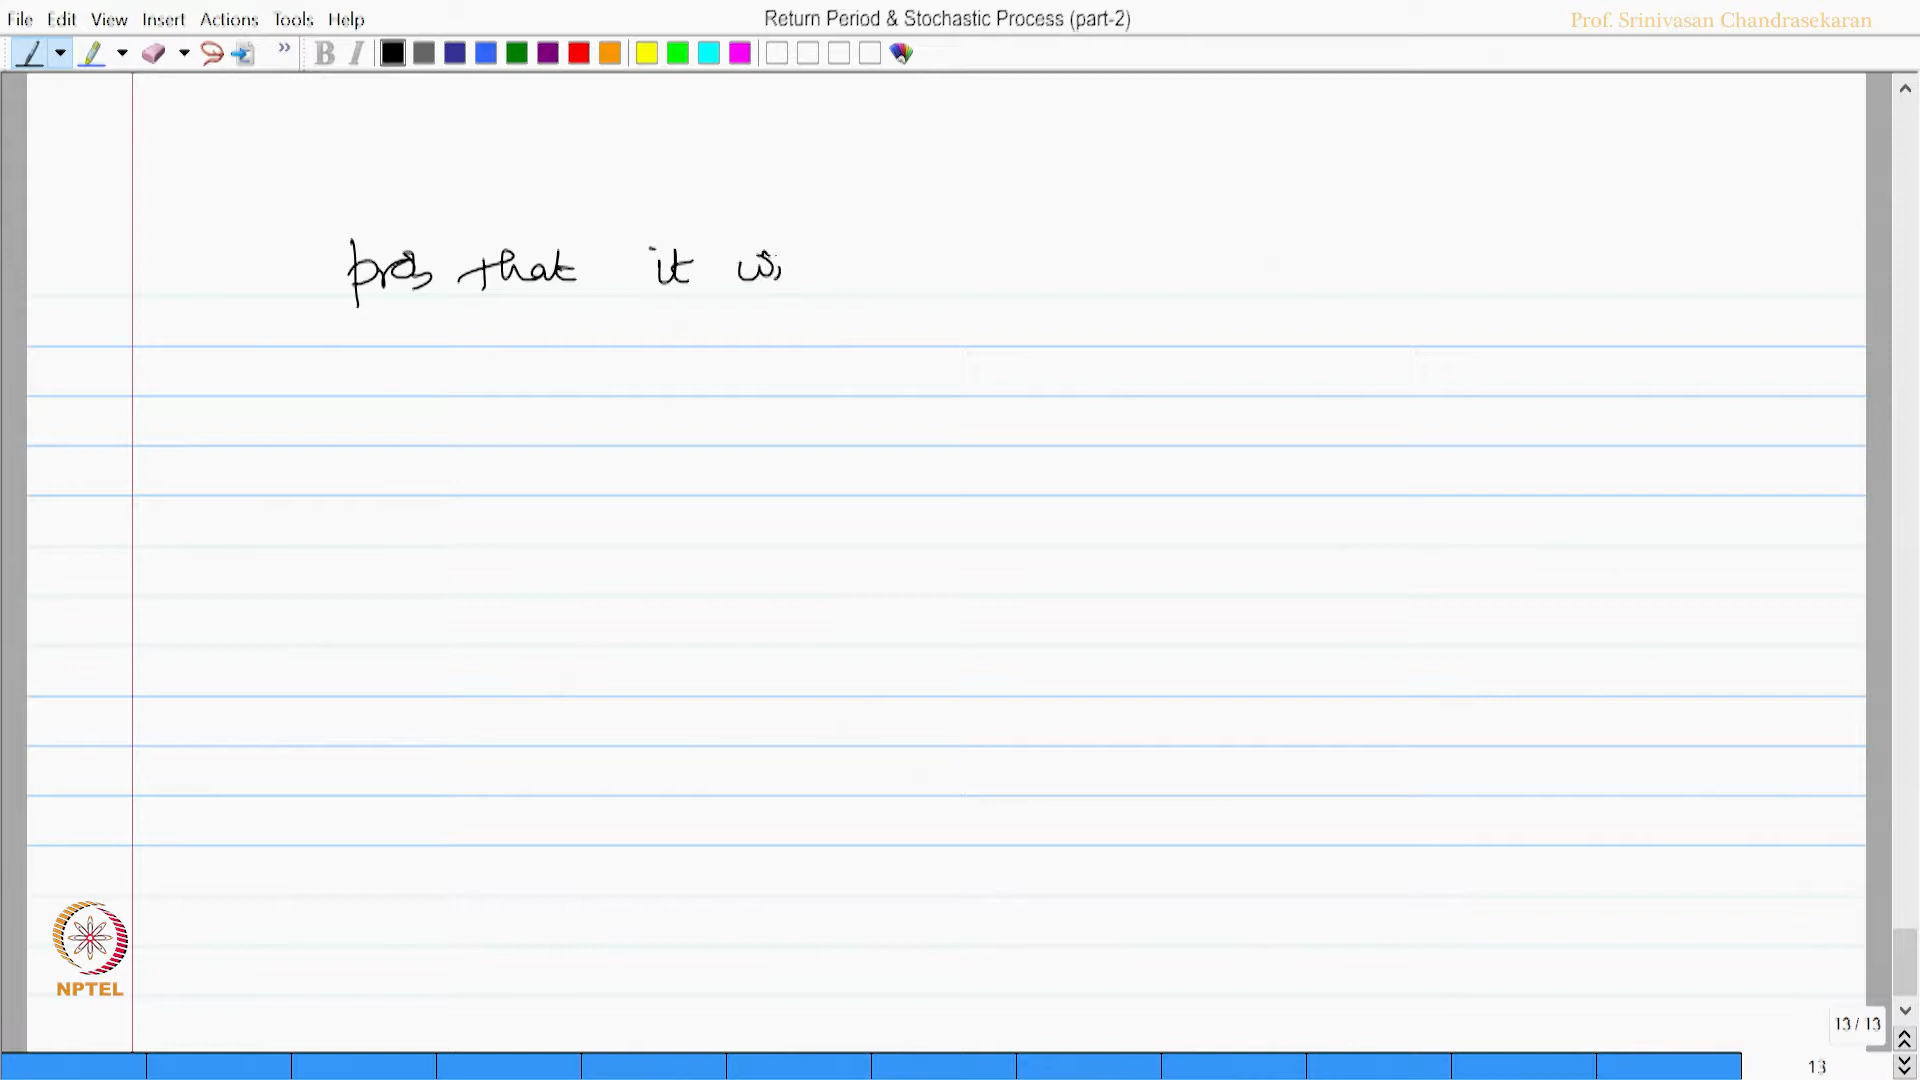 File Edit View Insert Actions Tools Help
Return Period & Stochastic Process (part-2)
Prof. Srinivasan Chandrasekaran
B I
prob that it wi
NPTEL
13 / 13
13